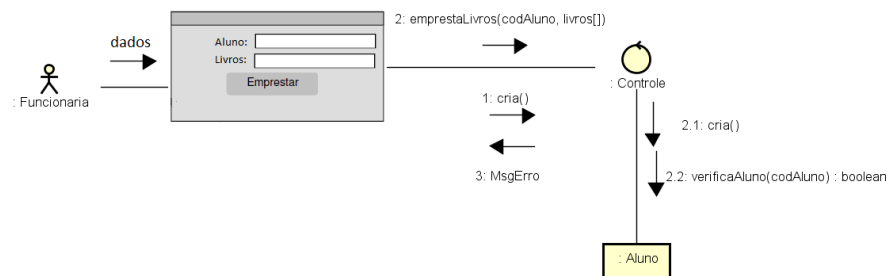 2: emprestaLivros(codAluno, livros[])
dados
Aluno:
Livros:
Emprestar
: Funcionaria
: Controle
1: cria()
2.1: cria()
3: MsgErro
2.2: verificaAluno(codAluno) : boolean
: Aluno